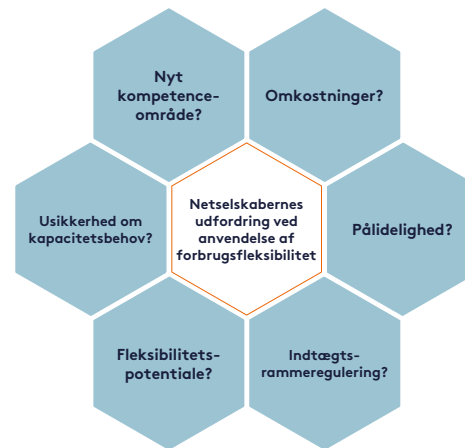 Nyt
kompetence-
område?
Omkostninger?
Usikkerhed om
kapacitetsbehov?
Netselskabernes
udfordring ved
anvendelse af
forbrugsfleksibilitet
Pålidelighed?
Fleksibilitets-
potentiale?
Indtægts-
rammeregulering?